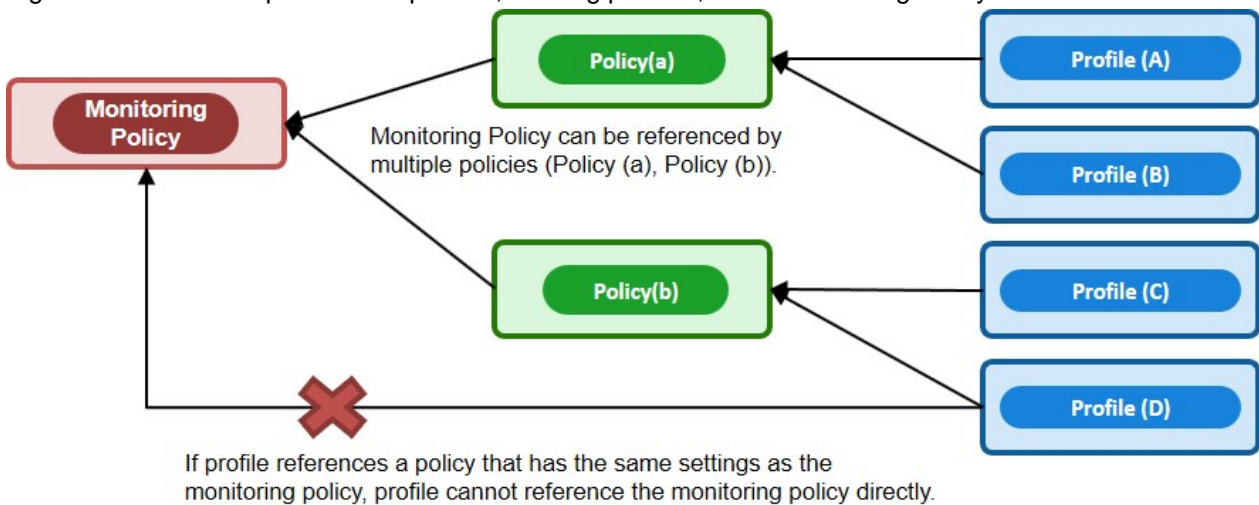 Policy(a)
Profile (A)
Monitoring
Policy
Monitoring Policy can be referenced by
multiple policies (Policy (a), Policy (b)).
Profile (B)
Policy(b)
Profile (C)
Profile (D)
If profile references a policy that has the same settings as the
monitoring policy, profile cannot reference the monitoring policy directly.